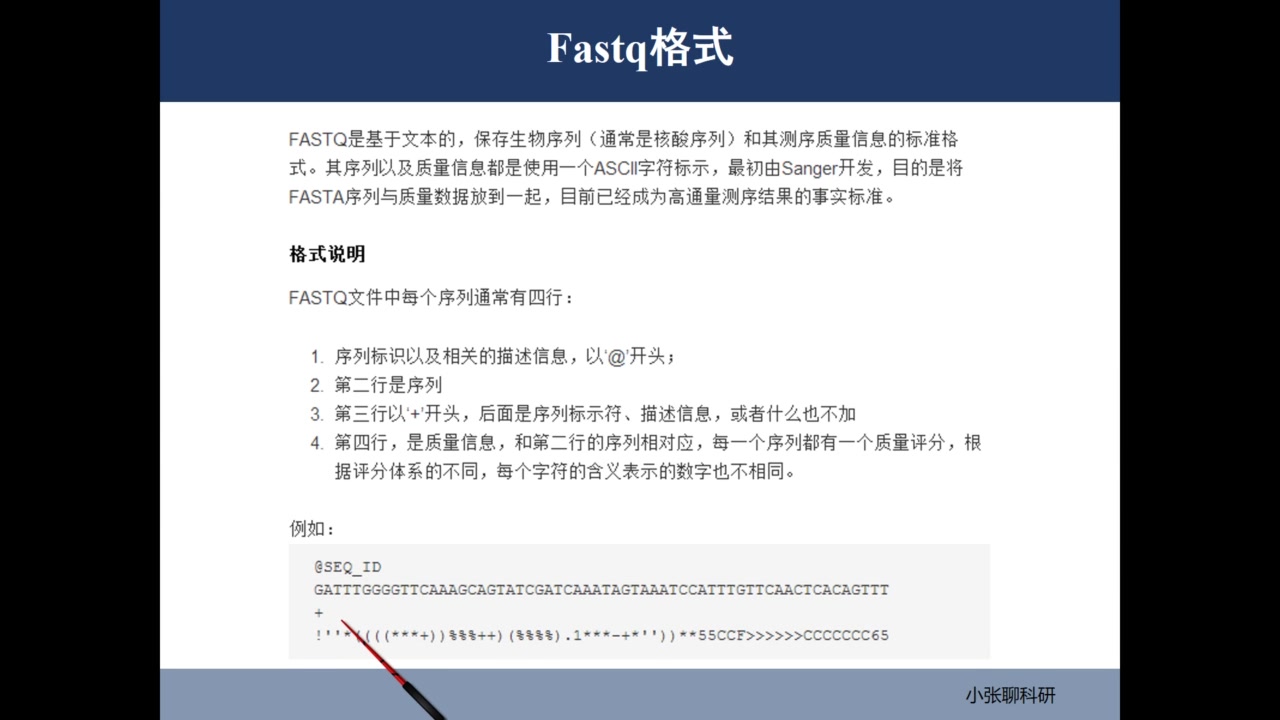 Fastq格式
FASTQ是基于文本的，保存生物序列（通常是核酸序列）和其测序质量信息的标准格
式。其序列以及质量信息都是使用一个ASCII字符标示，最初由Sanger开发，目的是将
FASTA序列与质量数据放到一起，目前已经成为高通量测序结果的事实标准。
格式说明
FASTQ文件中每个序列通常有四行：
1. 序列标识以及相关的描述信息，以‘@’开头；
2. 第二行是序列
3. 第三行以‘+’开头，后面是序列标示符、描述信息，或者什么也不加
4. 第四行，是质量信息，和第二行的序列相对应，每一个序列都有一个质量评分，根
据评分体系的不同，每个字符的含义表示的数字也不相同。
例如：
@SEQ_ID
GATTTGGGGTTCAAAGCAGTATCGATCAAATAGTAAATCCATTTGTTCAACTCACAGTTT
+
!''*((((***+))%%%++)(%%%%).1***-+*''))**55CCF>>>>>>CCCCCCC65
小张聊科研